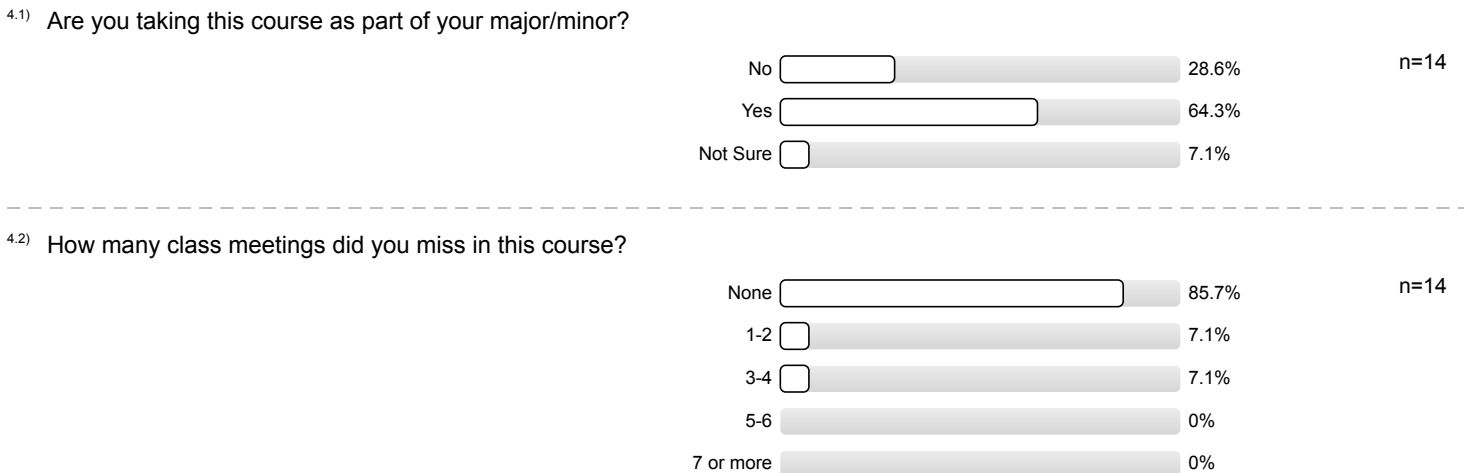 4.1) Are you taking this course as part of your major/minor?
No 28.6% n=14
Yes 64.3%
Not Sure 7.1%
4.2) How many class meetings did you miss in this course?
None 85.7% n=14
1-2 7.1%
3-4 7.1%
5-6 0%
7 or more 0%